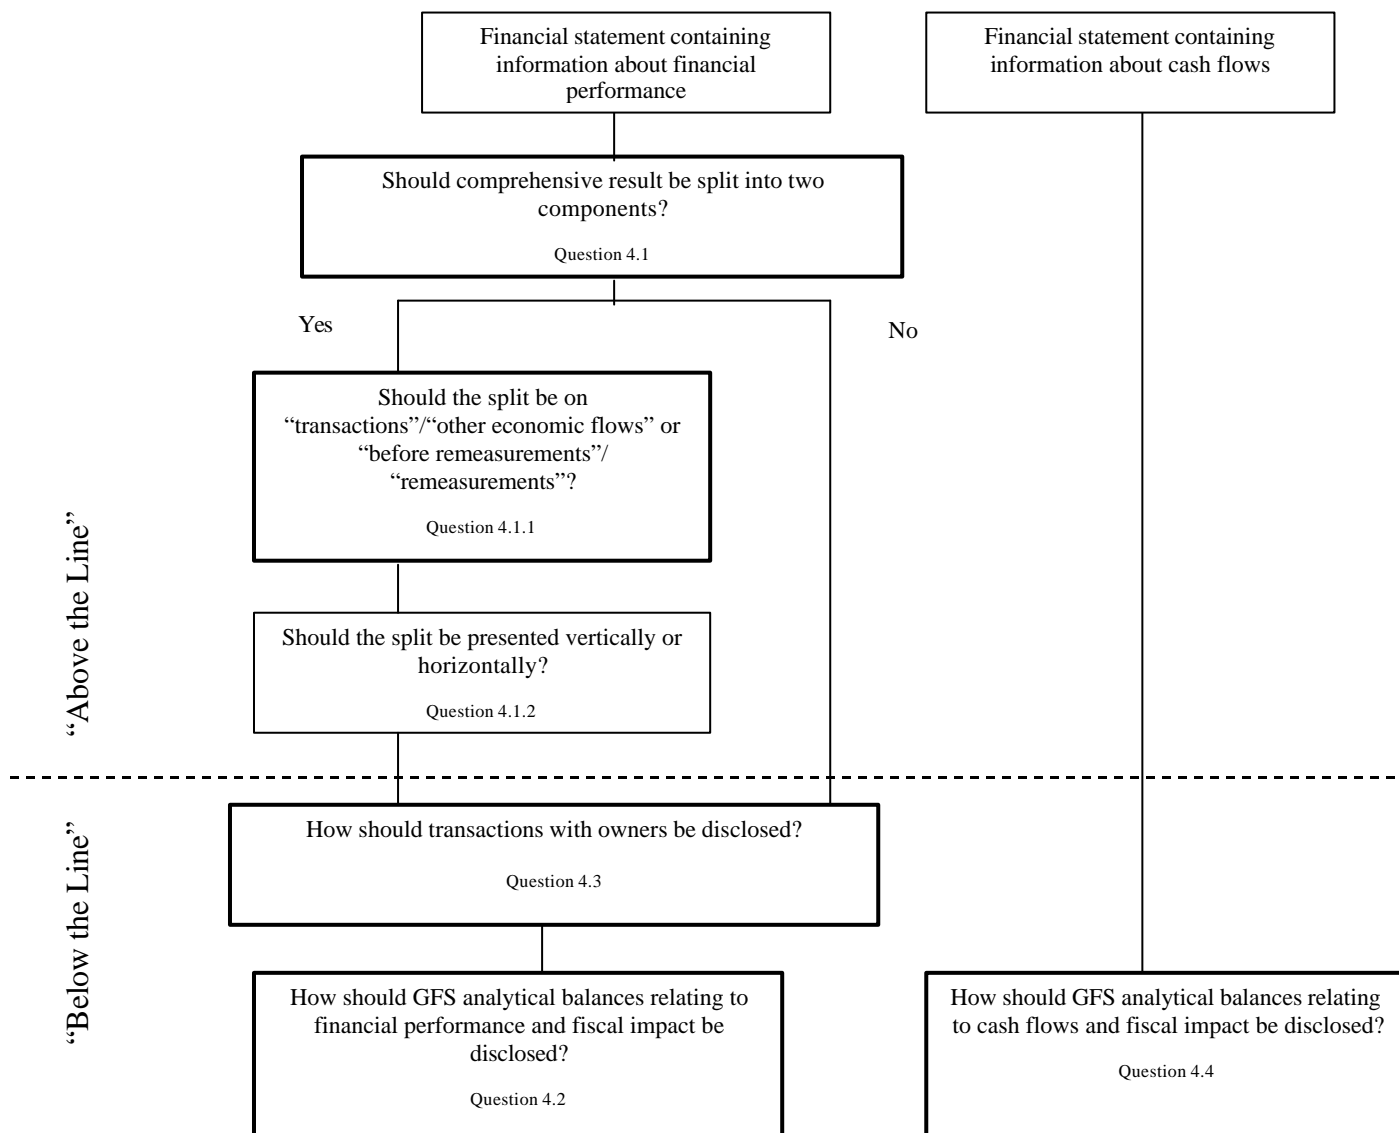 Financial statement containing
information about financial
performance
Financial statement containing
information about cash flows
Should comprehensive result be split into two
components?
Question 4.1
Yes
No
Should the split be on
“transactions”/“other economic flows” or
“before remeasurements”/
“remeasurements”?
Question 4.1.1
“Above the Line”
Should the split be presented vertically or
horizontally?
Question 4.1.2
How should transactions with owners be disclosed?
Question 4.3
“Below the Line”
How should GFS analytical balances relating to
financial performance and fiscal impact be
disclosed?
Question 4.2
How should GFS analytical balances relating
to cash flows and fiscal impact be disclosed?
Question 4.4